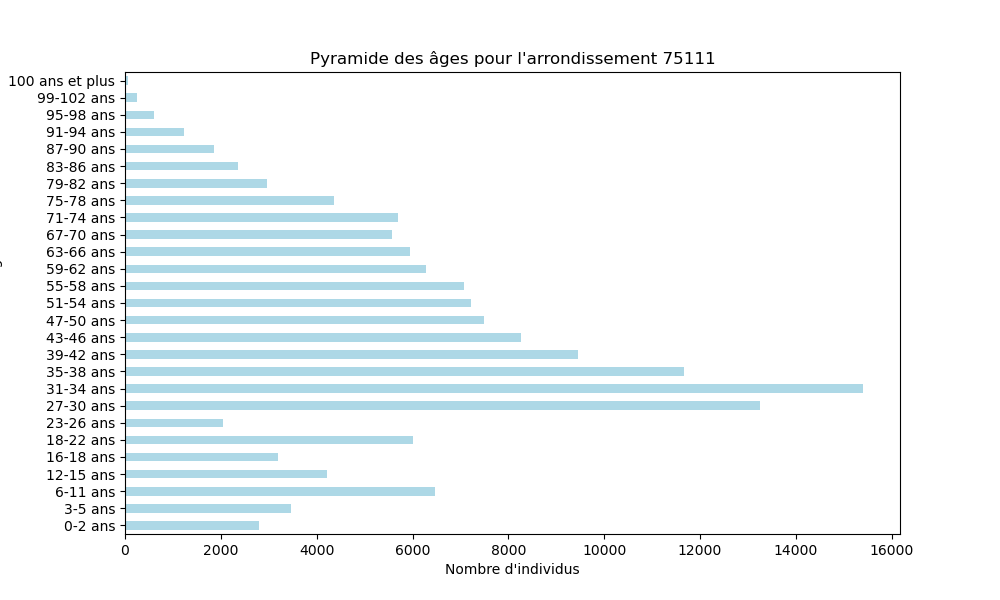 Pyramide des âges pour l'arrondissement 75111
100 ans et plus
99-102 ans
95-98 ans
91-94 ans
87-90 ans
83-86 ans
79-82 ans
75-78 ans
71-74 ans
67-70 ans
63-66 ans
59-62 ans
55-58 ans
51-54 ans
47-50 ans
43-46 ans
39-42 ans
35-38 ans
31-34 ans
27-30 ans
23-26 ans
18-22 ans
16-18 ans
12-15 ans
6-11 ans
3-5 ans
0-2 ans
0 2000 4000 6000 8000 10000 12000 14000 16000
Nombre d'individus